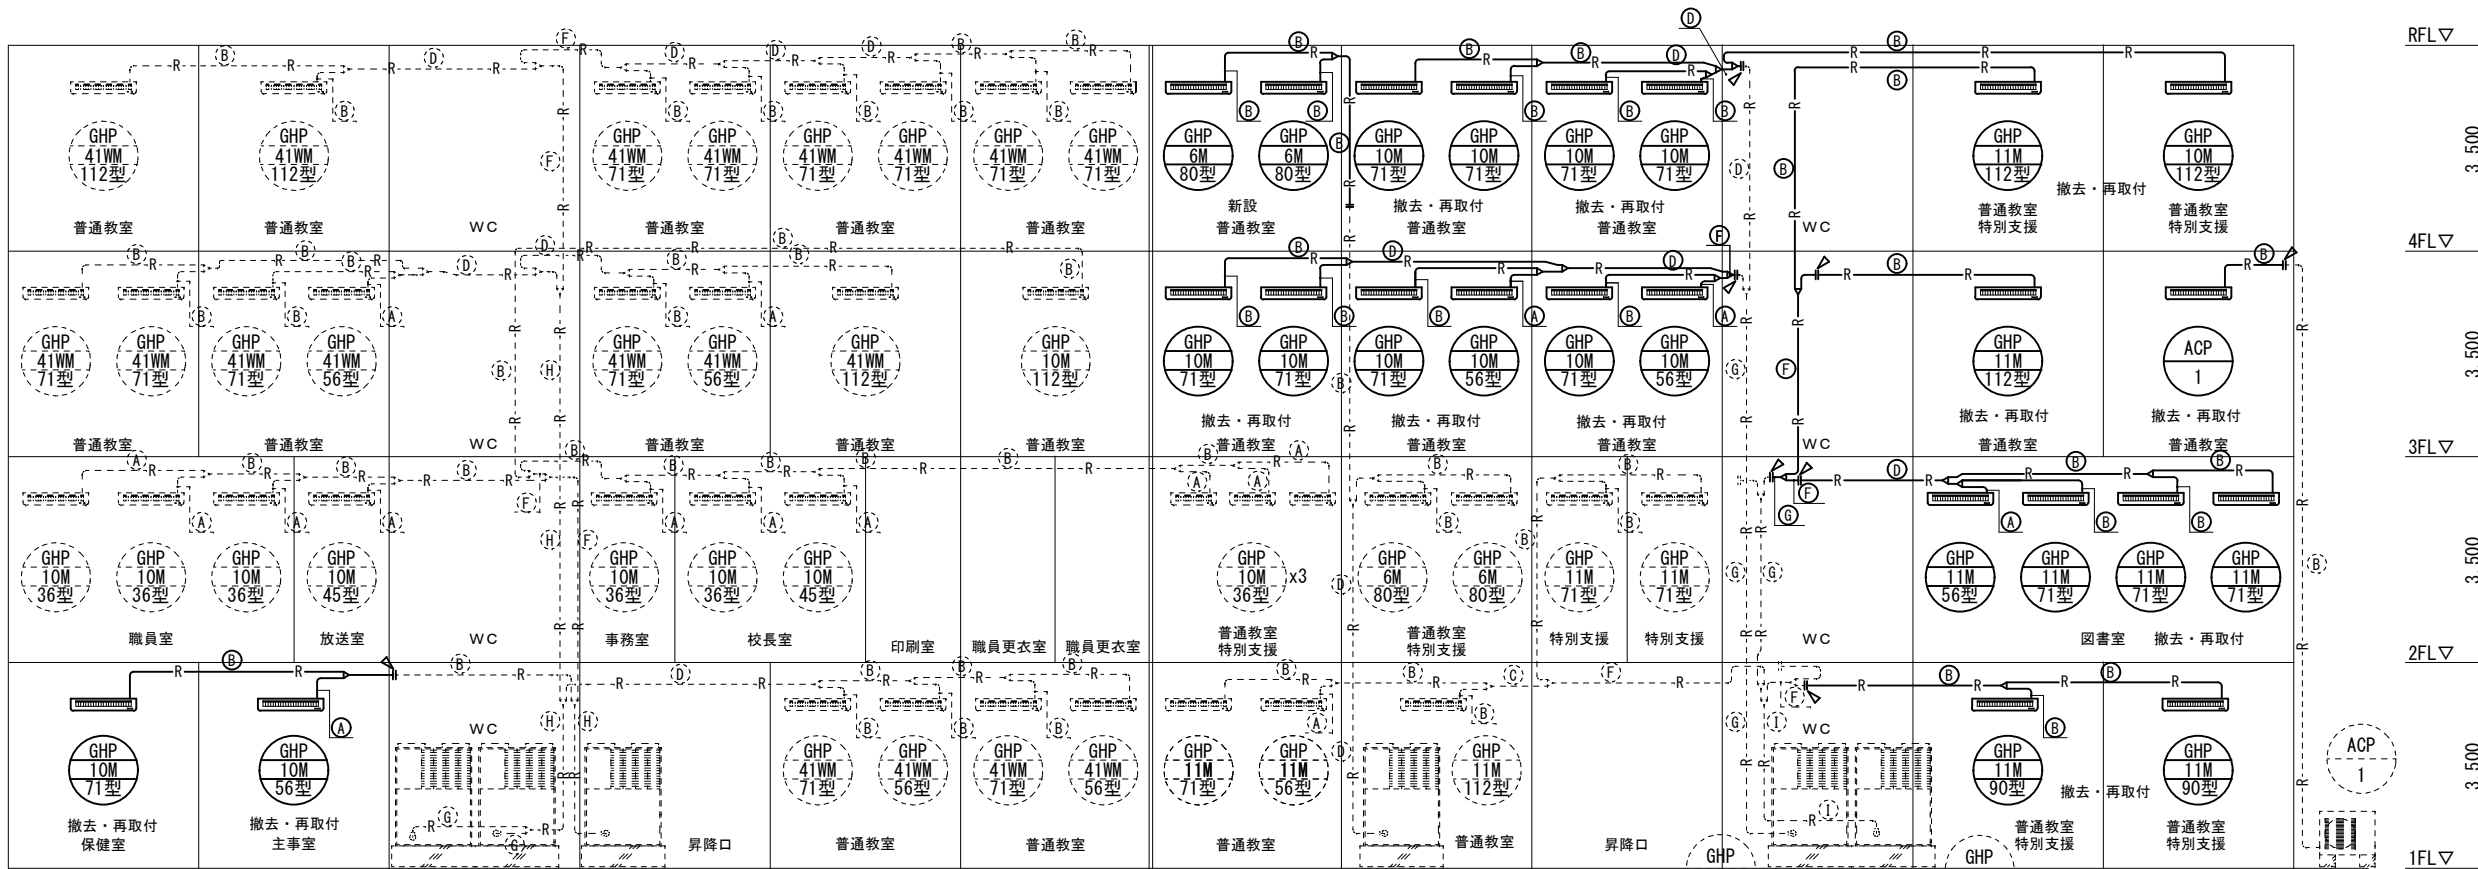 RFL▽
GHP
41WM
112型
GHP
41WM
112型
GHP
41WM
71型
GHP
41WM
71型
GHP
41WM
71型
GHP
41WM
71型
GHP
41WM
71型
GHP
41WM
71型
GHP
6M
80型
GHP
6M
80型
GHP
10M
71型
GHP
10M
71型
GHP
10M
71型
GHP
10M
71型
GHP
11M
112型
GHP
10M
112型
3 500
新設
撤去・再取付
撤去・再取付
撤去・再取付
普通教室
普通教室
WC
普通教室
普通教室
普通教室
普通教室
普通教室
普通教室
WC
普通教室
特別支援
普通教室
特別支援
4FL▽
GHP
41WM
71型
GHP
41WM
71型
GHP
41WM
71型
GHP
41WM
56型
GHP
41WM
71型
GHP
41WM
56型
GHP
41WM
112型
GHP
10M
112型
GHP
10M
71型
GHP
10M
71型
GHP
10M
71型
GHP
10M
56型
GHP
10M
71型
GHP
10M
56型
GHP
11M
112型
ACP
1
3 500
撤去・再取付
撤去・再取付
撤去・再取付
撤去・再取付
撤去・再取付
普通教室
普通教室
WC
普通教室
普通教室
普通教室
普通教室
普通教室
普通教室
WC
普通教室
普通教室
3FL▽
GHP
10M
36型
GHP
10M
36型
GHP
10M
36型
GHP
10M
45型
GHP
10M
36型
GHP
10M
36型
GHP
10M
45型
GHP
10M
36型
x3
GHP
6M
80型
GHP
6M
80型
GHP
11M
71型
GHP
11M
71型
GHP
11M
56型
GHP
11M
71型
GHP
11M
71型
GHP
11M
71型
3 500
職員室
放送室
WC
事務室
校長室
印刷室
職員更衣室
職員更衣室
普通教室
特別支援
普通教室
特別支援
特別支援
特別支援
WC
図書室
撤去・再取付
2FL▽
WC
WC
GHP
10M
71型
GHP
10M
56型
GHP
41WM
71型
GHP
41WM
56型
GHP
41WM
71型
GHP
41WM
56型
GHP
11M
71型
GHP
11M
56型
GHP
11M
112型
GHP
11M
90型
GHP
11M
90型
ACP
1
3 500
撤去・再取付
保健室
撤去・再取付
主事室
昇降口
普通教室
普通教室
普通教室
普通教室
昇降口
撤去・再取付
普通教室
特別支援
普通教室
特別支援
GHP
GHP
1FL▽